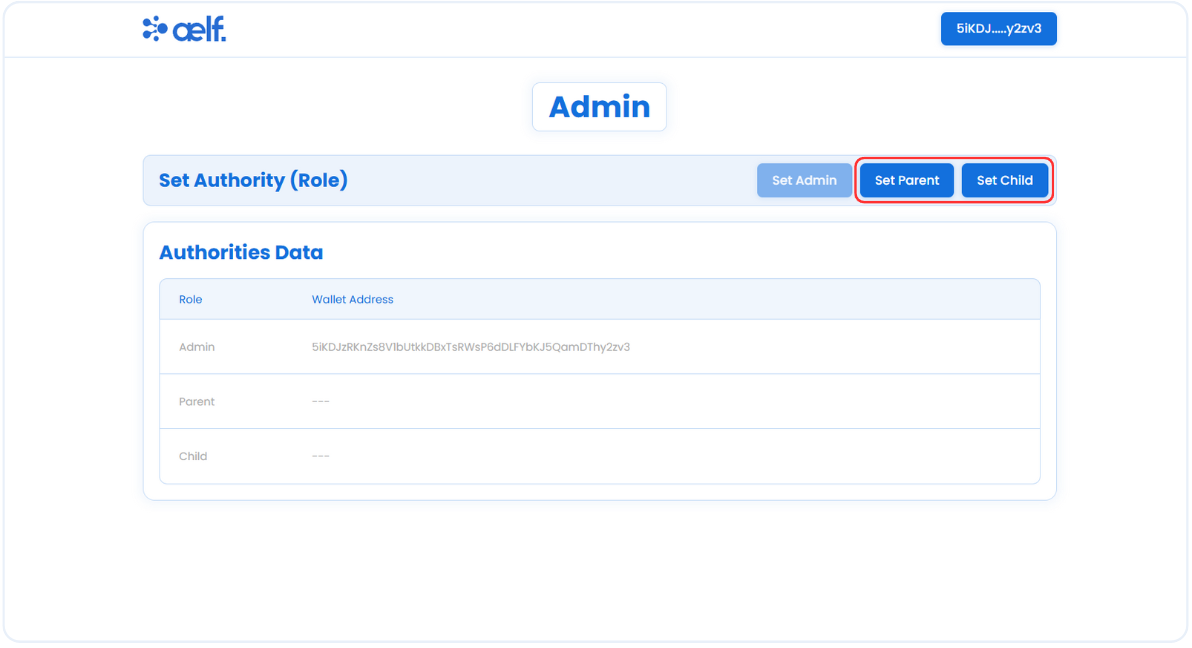 aelf.
5iKDJ.....y2zv3
Admin
Set Authority (Role)
Set Admin
Set Parent
Set Child
Authorities Data
Role Wallet Address
Admin 5iKDJzRKnZs8V1bUtkkDBxTsRWsP6dDLFYbKJ5QamDThy2zv3
Parent ---
Child ---